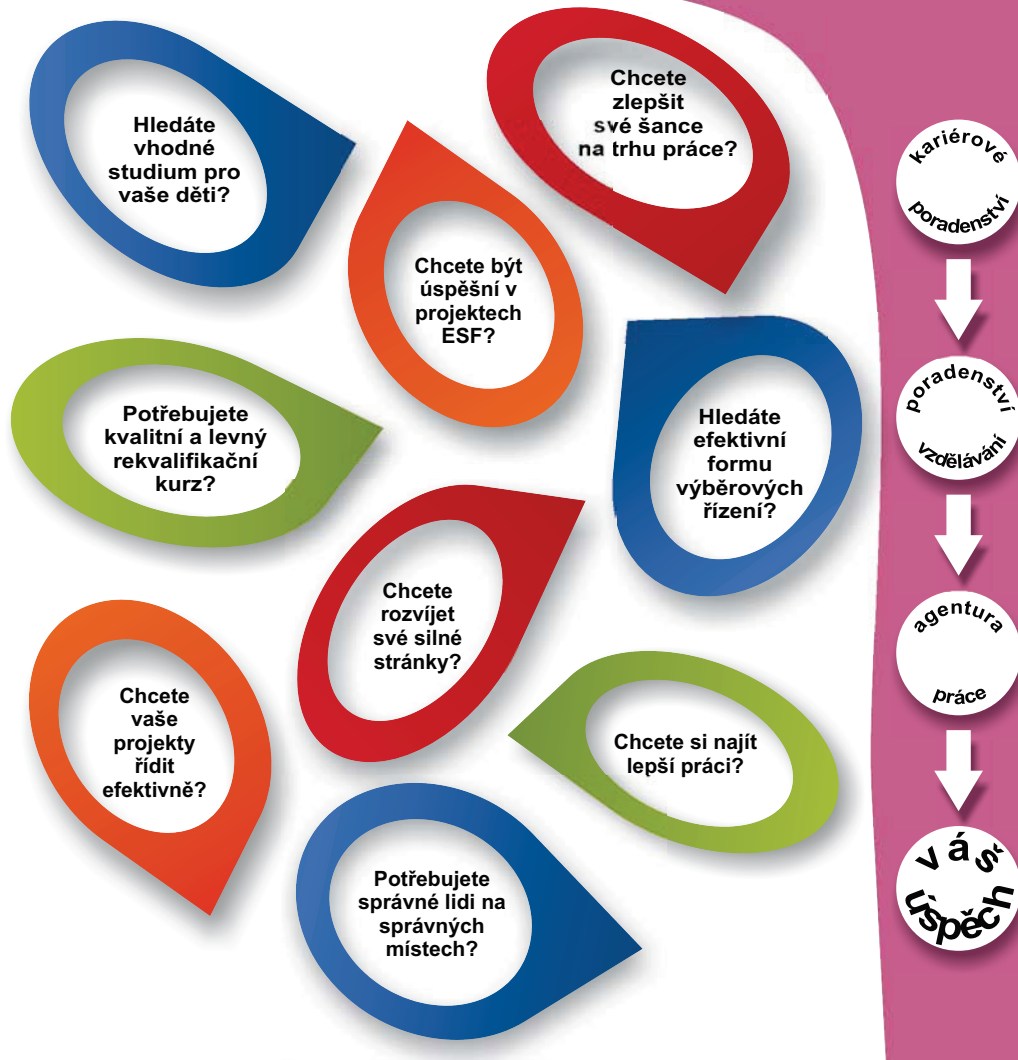 Hledáte
vhodné
studium pro
vaše děti?
Chcete
zlepšit
své šance
na trhu práce?
Chcete být
úspěšní v
projektech
ESF?
Potřebujete
kvalitní a levný
rekvalifikační
kurz?
Hledáte
efektivní
formu
výběrových
řízení?
Chcete
rozvíjet
své silné
stránky?
Chcete
vaše
projekty
řídit
efektivně?
Chcete si najít
lepší práci?
Potřebujete
správné lidi na
správných
místech?
kariérové
poradenství
poradenství
vzdělávání
agentura
práce
váš
úspěch